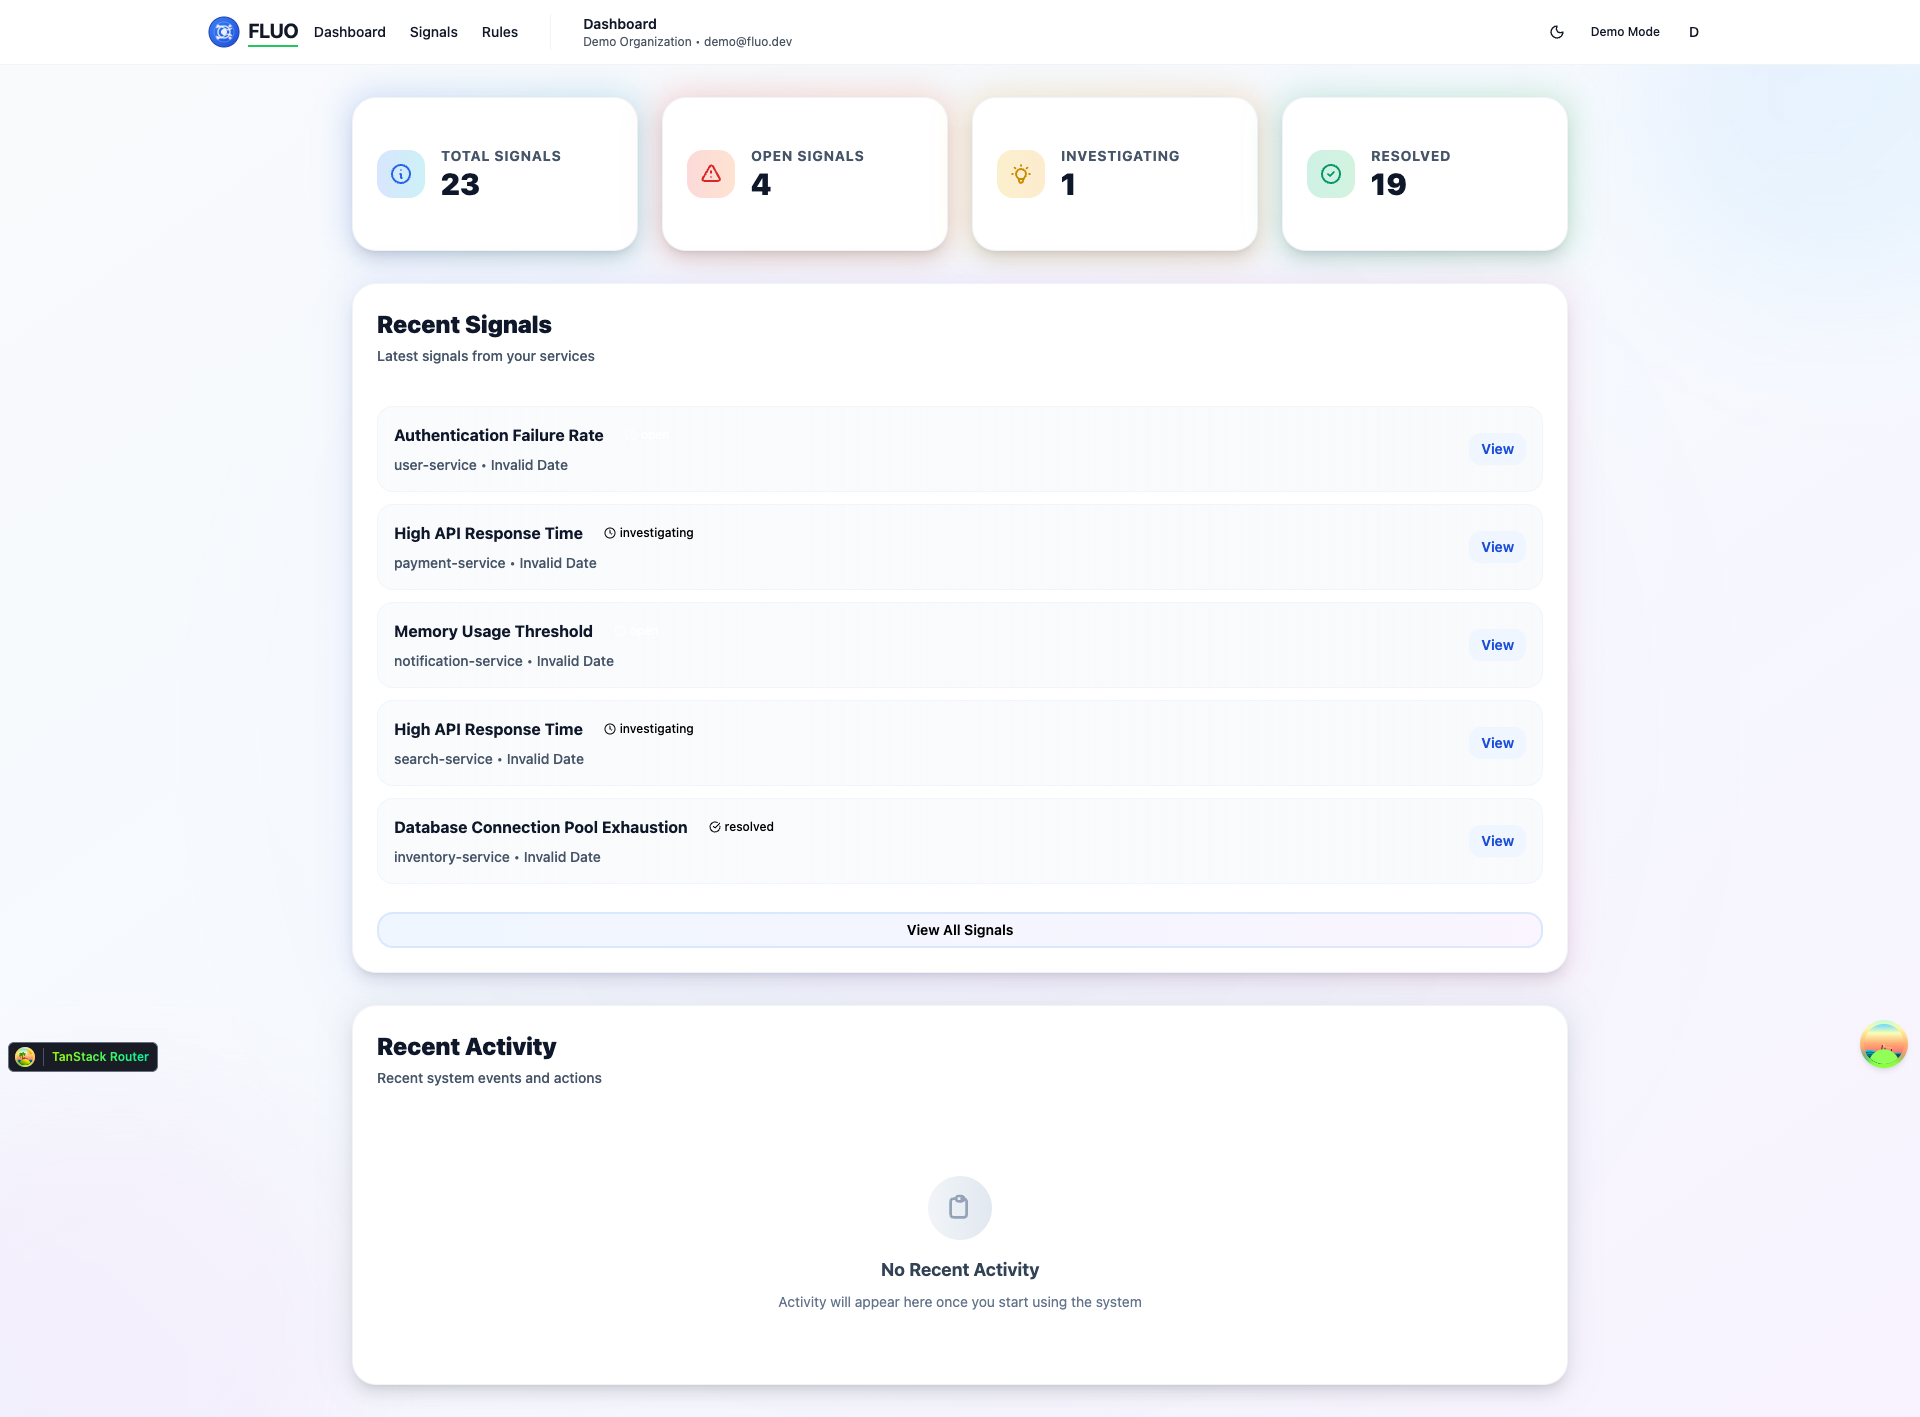 FLUO
Dashboard
Signals
Rules
Dashboard
Demo Organization • demo@fluo.dev
Demo Mode
D
TOTAL SIGNALS
23
OPEN SIGNALS
4
INVESTIGATING
1
RESOLVED
19
Recent Signals
Latest signals from your services
Authentication Failure Rate
user-service • Invalid Date
View
High API Response Time investigating
payment-service • Invalid Date
View
Memory Usage Threshold
notification-service • Invalid Date
View
High API Response Time investigating
search-service • Invalid Date
View
Database Connection Pool Exhaustion resolved
inventory-service • Invalid Date
View
View All Signals
Recent Activity
Recent system events and actions
TanStack Router
No Recent Activity
Activity will appear here once you start using the system